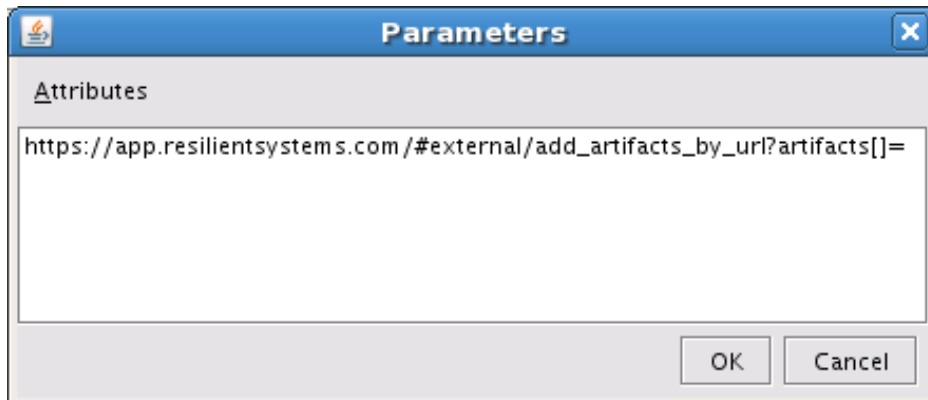 Parameters
Attributes
https://app.resilientsystems.com/#external/add_artifacts_by_url?artifacts[]=
OK
Cancel